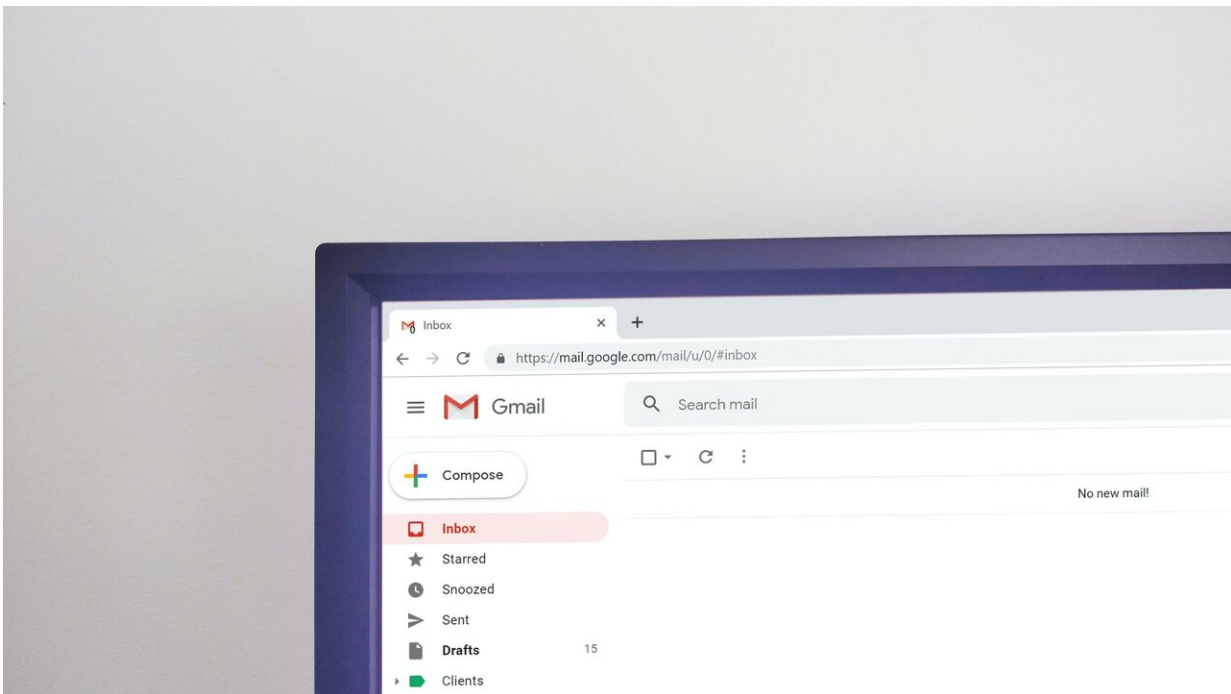 Inbox
https://mail.google.com/mail/u/0/#inbox
Gmail
Search mail
Compose
No new mail!
Inbox
Starred
Snoozed
Sent
Drafts 15
Clients